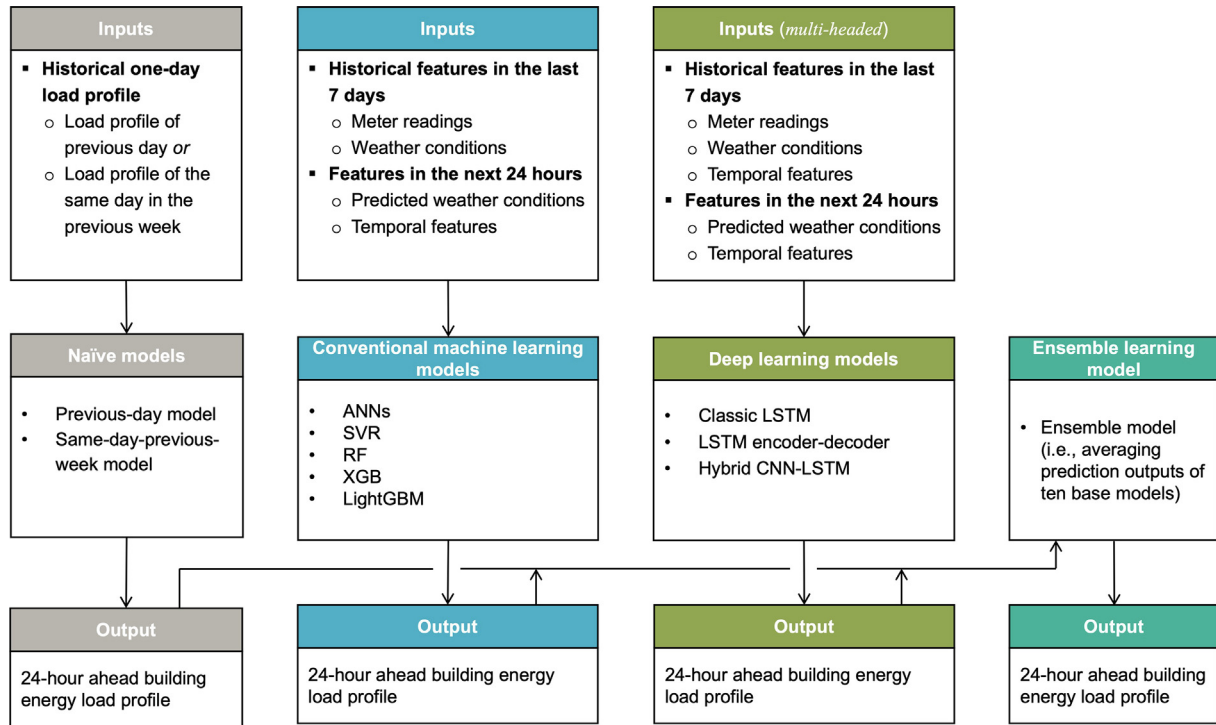 Inputs
▪ Historical one-day
load profile
○ Load profile of
previous day or
○ Load profile of the
same day in the
previous week
Inputs
▪ Historical features in the last
7 days
○ Meter readings
○ Weather conditions
▪ Features in the next 24 hours
○ Predicted weather conditions
○ Temporal features
Inputs (multi-headed)
▪ Historical features in the last
7 days
○ Meter readings
○ Weather conditions
○ Temporal features
▪ Features in the next 24 hours
○ Predicted weather conditions
○ Temporal features
Naïve models
• Previous-day model
• Same-day-previous-
week model
Conventional machine learning
models
• ANNs
• SVR
• RF
• XGB
• LightGBM
Deep learning models
• Classic LSTM
• LSTM encoder-decoder
• Hybrid CNN-LSTM
Ensemble learning
model
• Ensemble model
(i.e., averaging
prediction outputs of
ten base models)
Output
24-hour ahead building
energy load profile
Output
24-hour ahead building energy
load profile
Output
24-hour ahead building energy
load profile
Output
24-hour ahead building
energy load profile